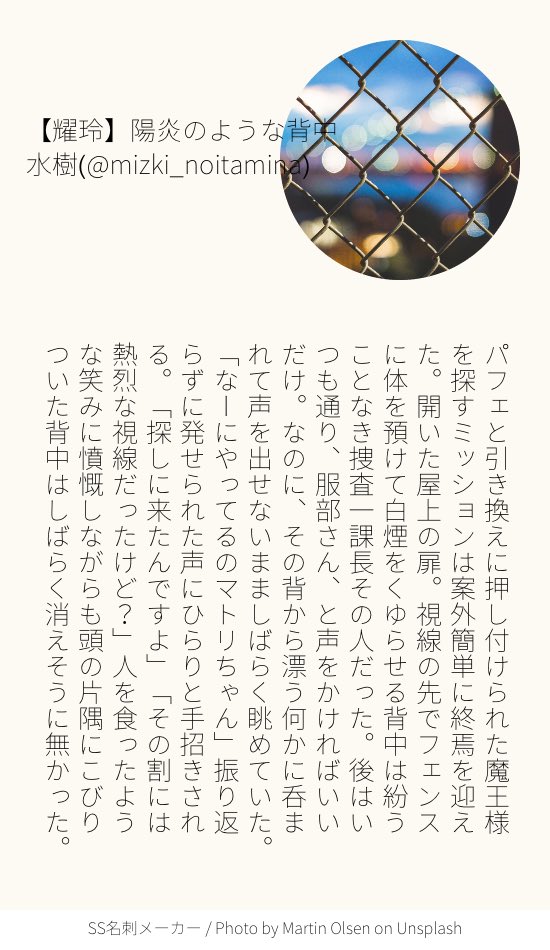 【耀玲】陽炎のような背中
水樹(@mizki_noitamina)
パフェと引き換えに押し付けられた魔王様
を探すミッションは案外簡単に終焉を迎え
た。開いた屋上の扉。視線の先でフェンス
に体を預けて白煙をくゆらせる背中は紛う
ことなき捜査一課長その人だった。後はい
つも通り、服部さん、と声をかければいい
だけ。なのに、その背から漂う何かに呑ま
れて声を出せないまましばらく眺めていた。
「なーにやってるのマトリちゃん」振り返
らずに発せられた声にひらりと手招きされ
る。「探しに来たんですよ」「その割には
熱烈な視線だったけど？」人を食ったよう
な笑みに憤慨しながらも頭の片隅にこびり
ついた背中はしばらく消えそうに無かった。
SS名刺メーカー / Photo by Martin Olsen on Unsplash